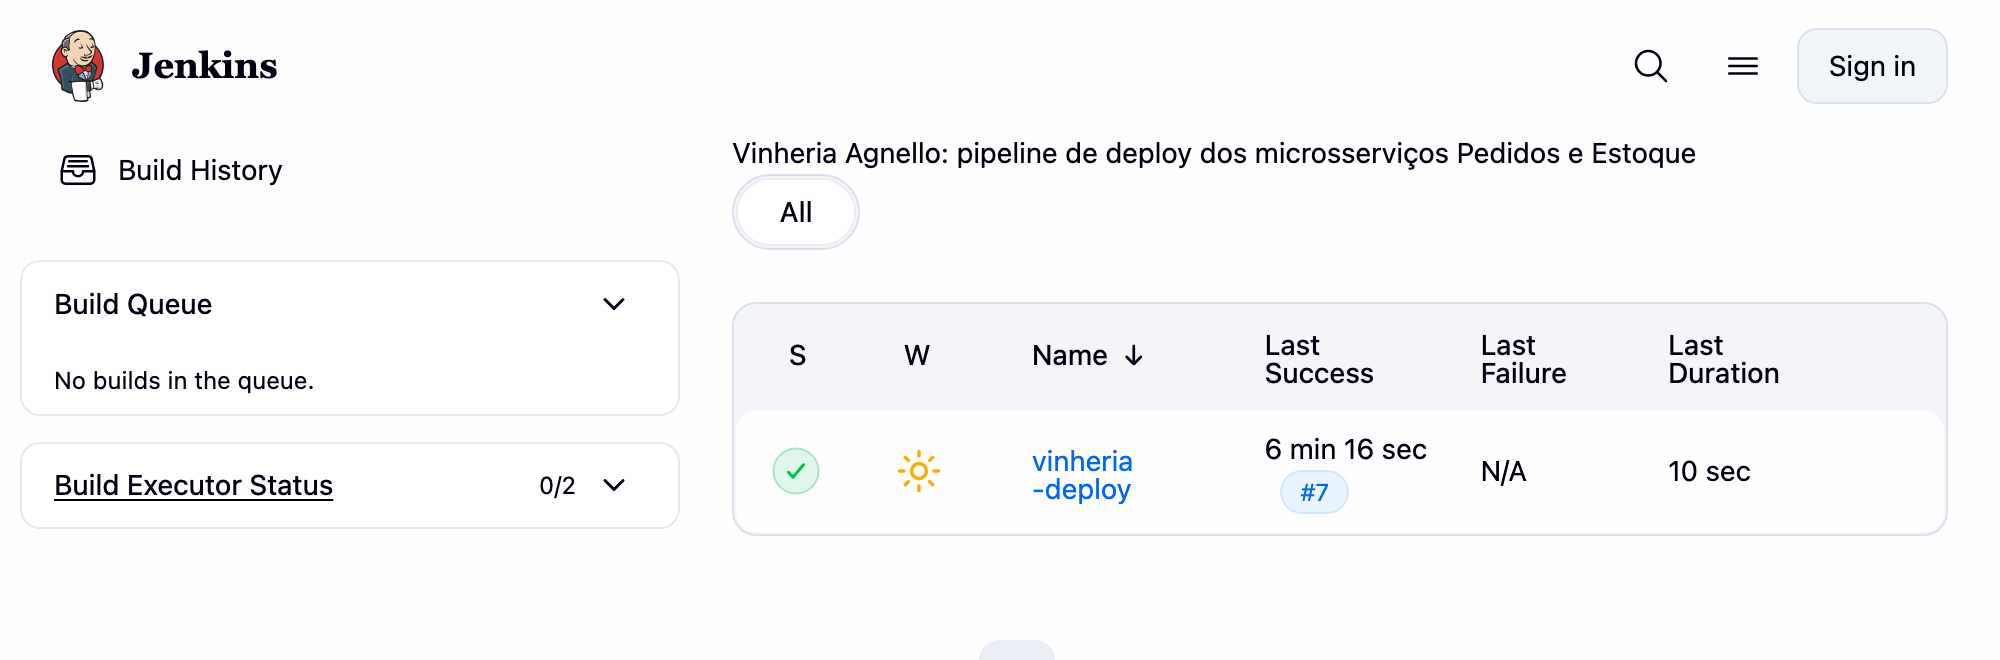 Jenkins
Sign in
Build History
Vinheria Agnello: pipeline de deploy dos microsserviços Pedidos e Estoque
All
Build Queue
No builds in the queue.
Build Executor Status
0/2
S
W
Name ↓
Last
Success
Last
Failure
Last
Duration
vinheria
-deploy
6 min 16 sec
#7
N/A
10 sec